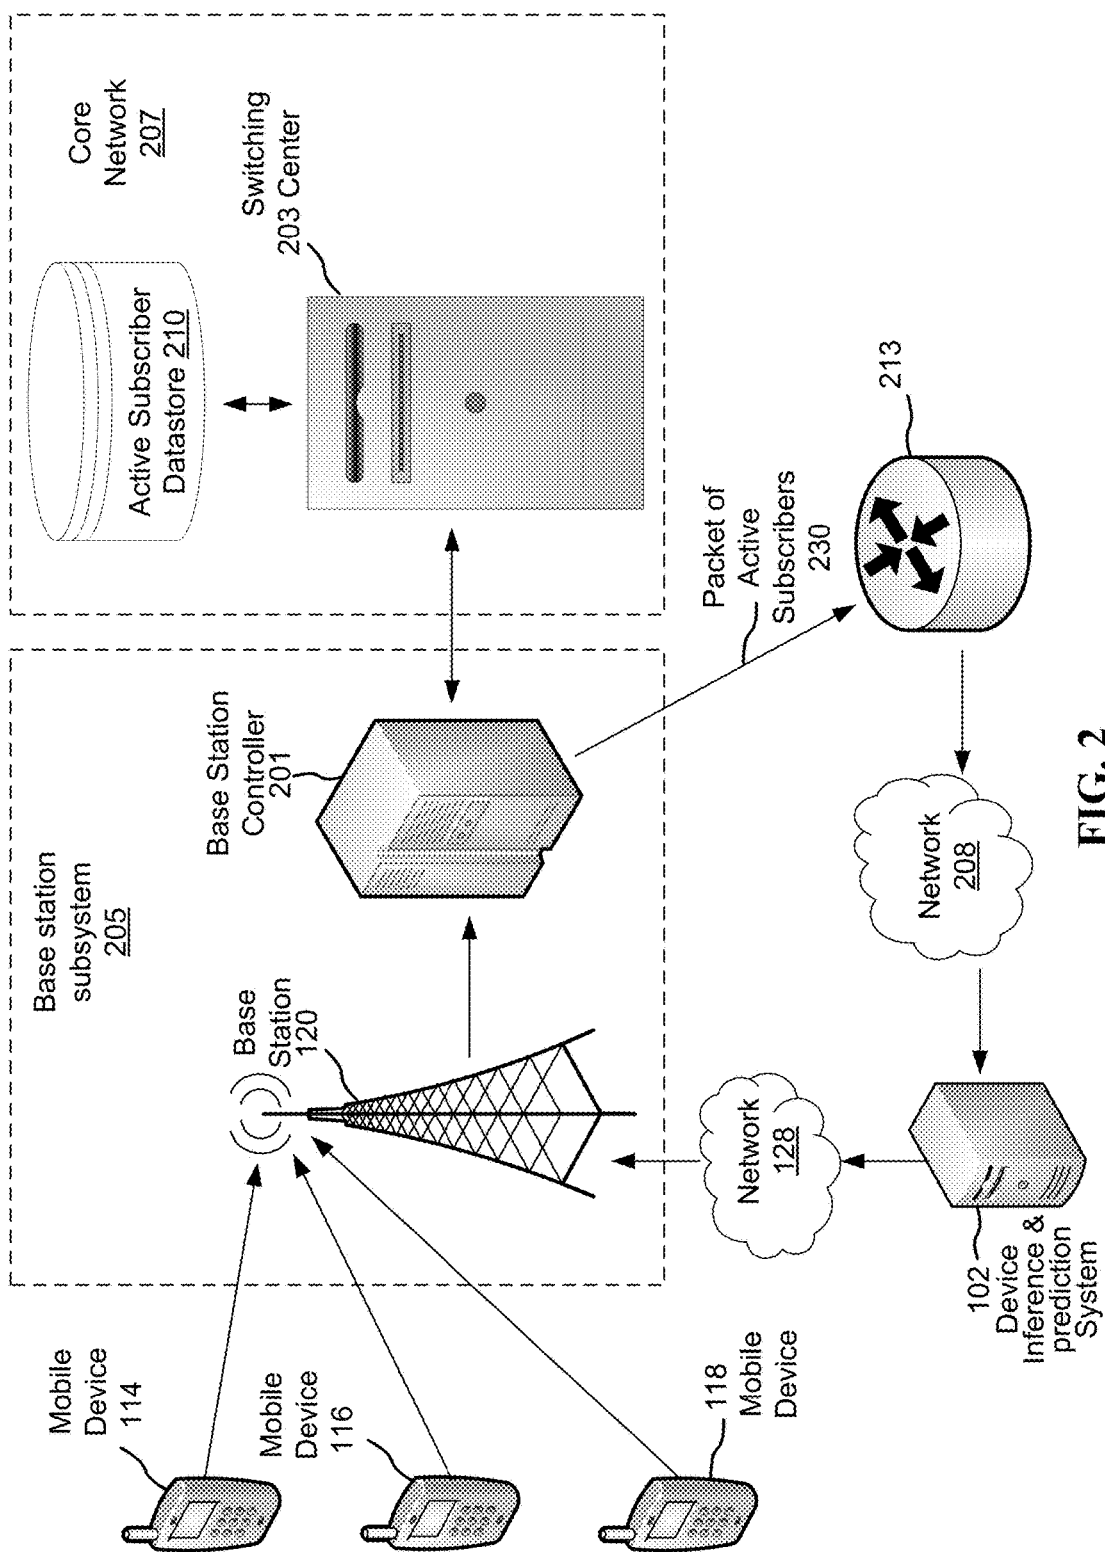 Mobile
Device
114
Mobile
Device
116
118
Mobile
Device
Base station
subsystem
205
Base
Station
120
Base Station
Controller
201
Core
Network
207
Active Subscriber
Datastore 210
Switching
203 Center
Packet of
Active
Subscribers
230
213
Network
208
Network
128
102
Device
Inference &
prediction
System
FIG. 2